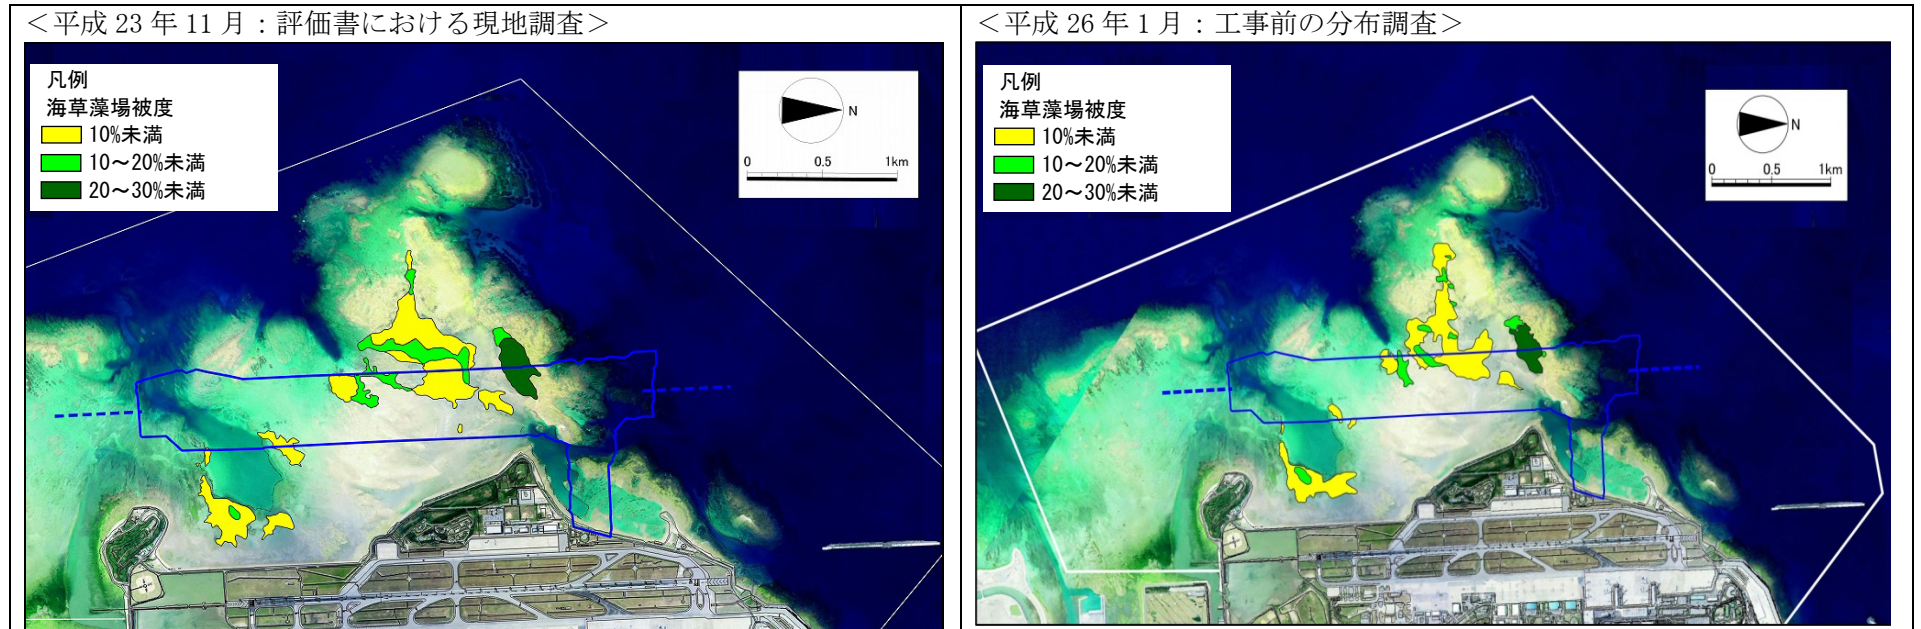 ＜平成 23 年 11 月：評価書における現地調査＞
凡例
海草藻場被度
10%未満
10～20%未満
20～30%未満
N
0 0.5 1km
＜平成 26 年 1 月：工事前の分布調査＞
凡例
海草藻場被度
10%未満
10～20%未満
20～30%未満
N
0 0.5 1km